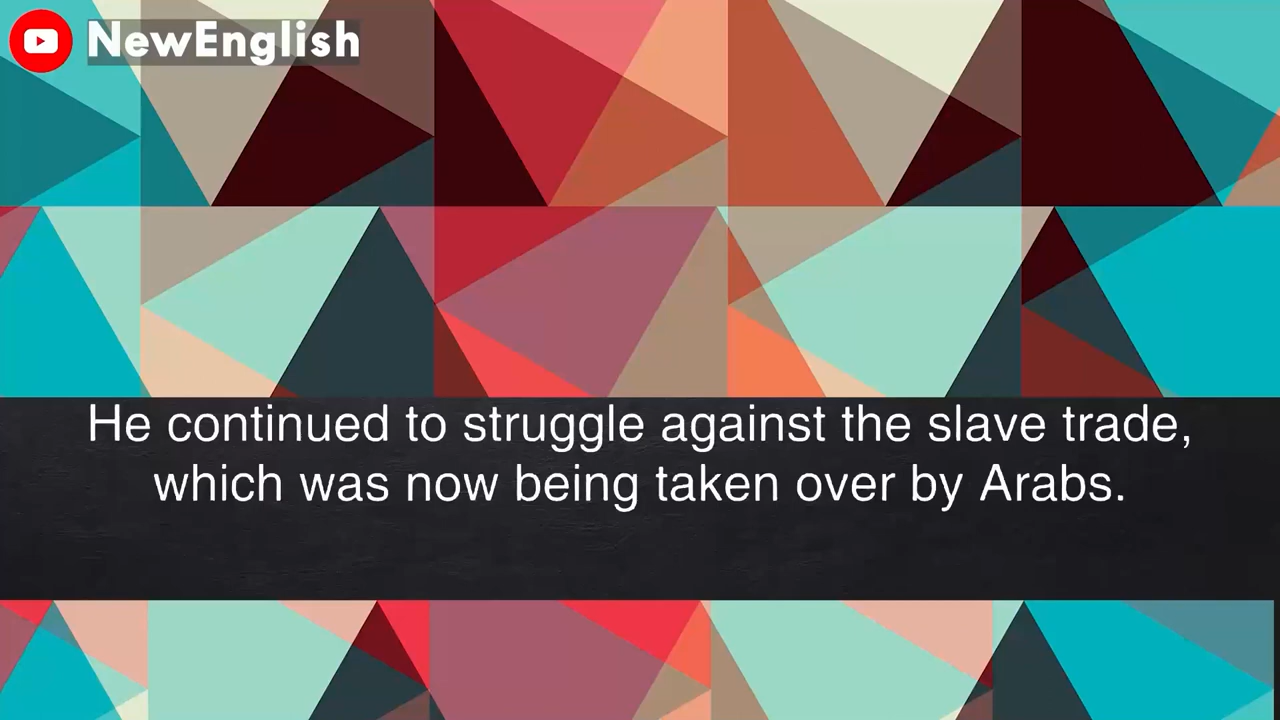 NewEnglish
He continued to struggle against the slave trade,
which was now being taken over by Arabs.